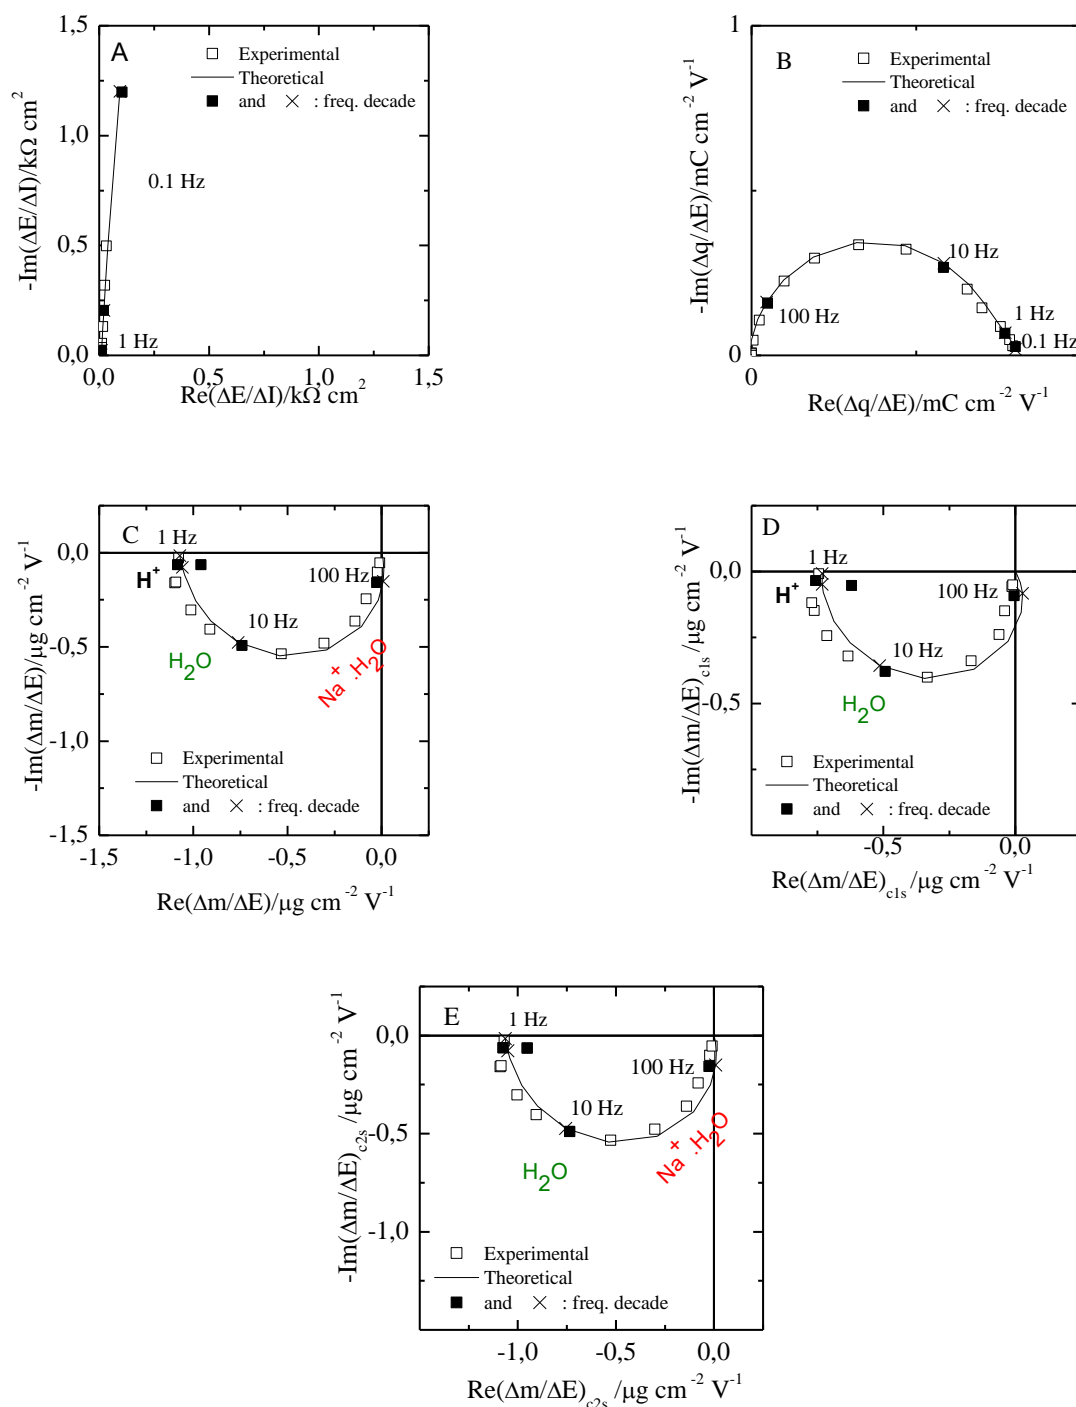 A
Experimental
Theoretical
and × : freq. decade
1,5
1,0
0,5
0,0
0,0 0,5 1,0 1,5
0.1 Hz
1 Hz
-Im(ΔE/ΔI)/kΩ cm²
Re(ΔE/ΔI)/kΩ cm²
B
Experimental
Theoretical
and × : freq. decade
1
0
0
10 Hz
100 Hz
1 Hz
0.1 Hz
-Im(Δq/ΔE)/mC cm⁻² V⁻¹
Re(Δq/ΔE)/mC cm⁻² V⁻¹
C
1 Hz
0,0
-0,5
-1,0
-1,5
H⁺
100 Hz
10 Hz
H₂O
Na⁺.H₂O
Experimental
Theoretical
and × : freq. decade
-1,5 -1,0 -0,5 0,0
-Im(Δm/ΔE)/μg cm⁻² V⁻¹
Re(Δm/ΔE)/μg cm⁻² V⁻¹
D
1 Hz
0,0
-0,5
H⁺
100 Hz
10 Hz
H₂O
Experimental
Theoretical
and × : freq. decade
-0,5 0,0
-Im(Δm/ΔE)c1s /μg cm⁻² V⁻¹
Re(Δm/ΔE)c1s /μg cm⁻² V⁻¹
E
1 Hz
0,0
-0,5
-1,0
100 Hz
10 Hz
H₂O
Na⁺.H₂O
Experimental
Theoretical
and × : freq. decade
-1,0 -0,5 0,0
-Im(Δm/ΔE)c2s /μg cm⁻² V⁻¹
Re(Δm/ΔE)c2s /μg cm⁻² V⁻¹